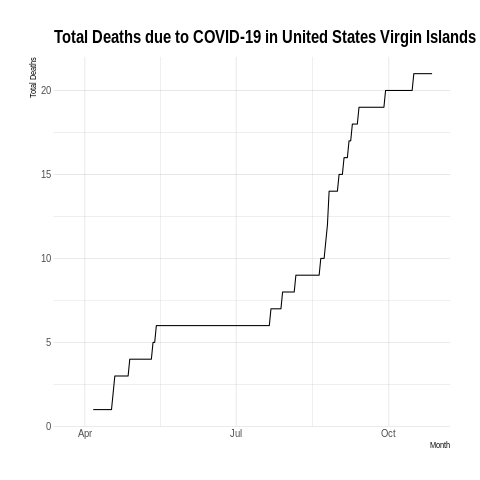 Total Deaths due to COVID-19 in United States Virgin Islands
Total Deaths
20
15
10
5
0
Apr
Jul
Oct
Month